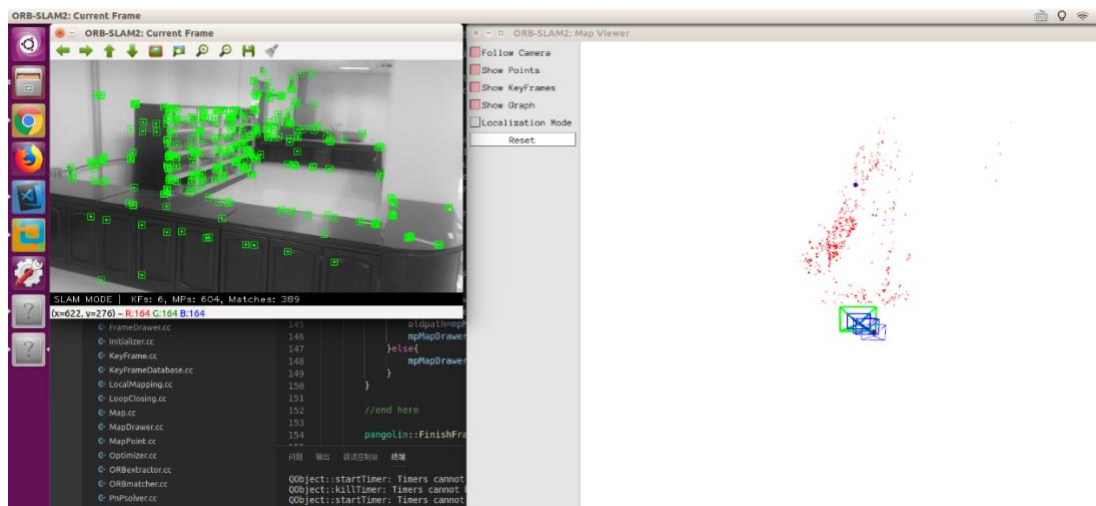 ORB-SLAM2: Current Frame
ORB-SLAM2: Current Frame
SLAM MODE | KFs: 6, MPs: 604, Matches: 389
(x=622, y=276) ~ R:164 G:164 B:164
ORB-SLAM2: Map Viewer
Follow Camera
Show Points
Show KeyFrames
Show Graph
Localization Mode
Reset
FrameDrawer.cc
Initializer.cc
KeyFrame.cc
KeyFrameDatabase.cc
LocalMapping.cc
LoopClosing.cc
Map.cc
MapDrawer.cc
MapPoint.cc
Optimizer.cc
ORBextractor.cc
ORBmatcher.cc
PnPsolver.cc
145 oldpath=mpM
146 mpMapDrawer
147 }else{
148 mpMapDrawer
149 }
150 }
151
152 //end here
153
154 pangolin::FinishFra
问题 输出 调试控制台 终端
QObject::startTimer: Timers cannot
QObject::killTimer: Timers cannot
QObject::startTimer: Timers cannot